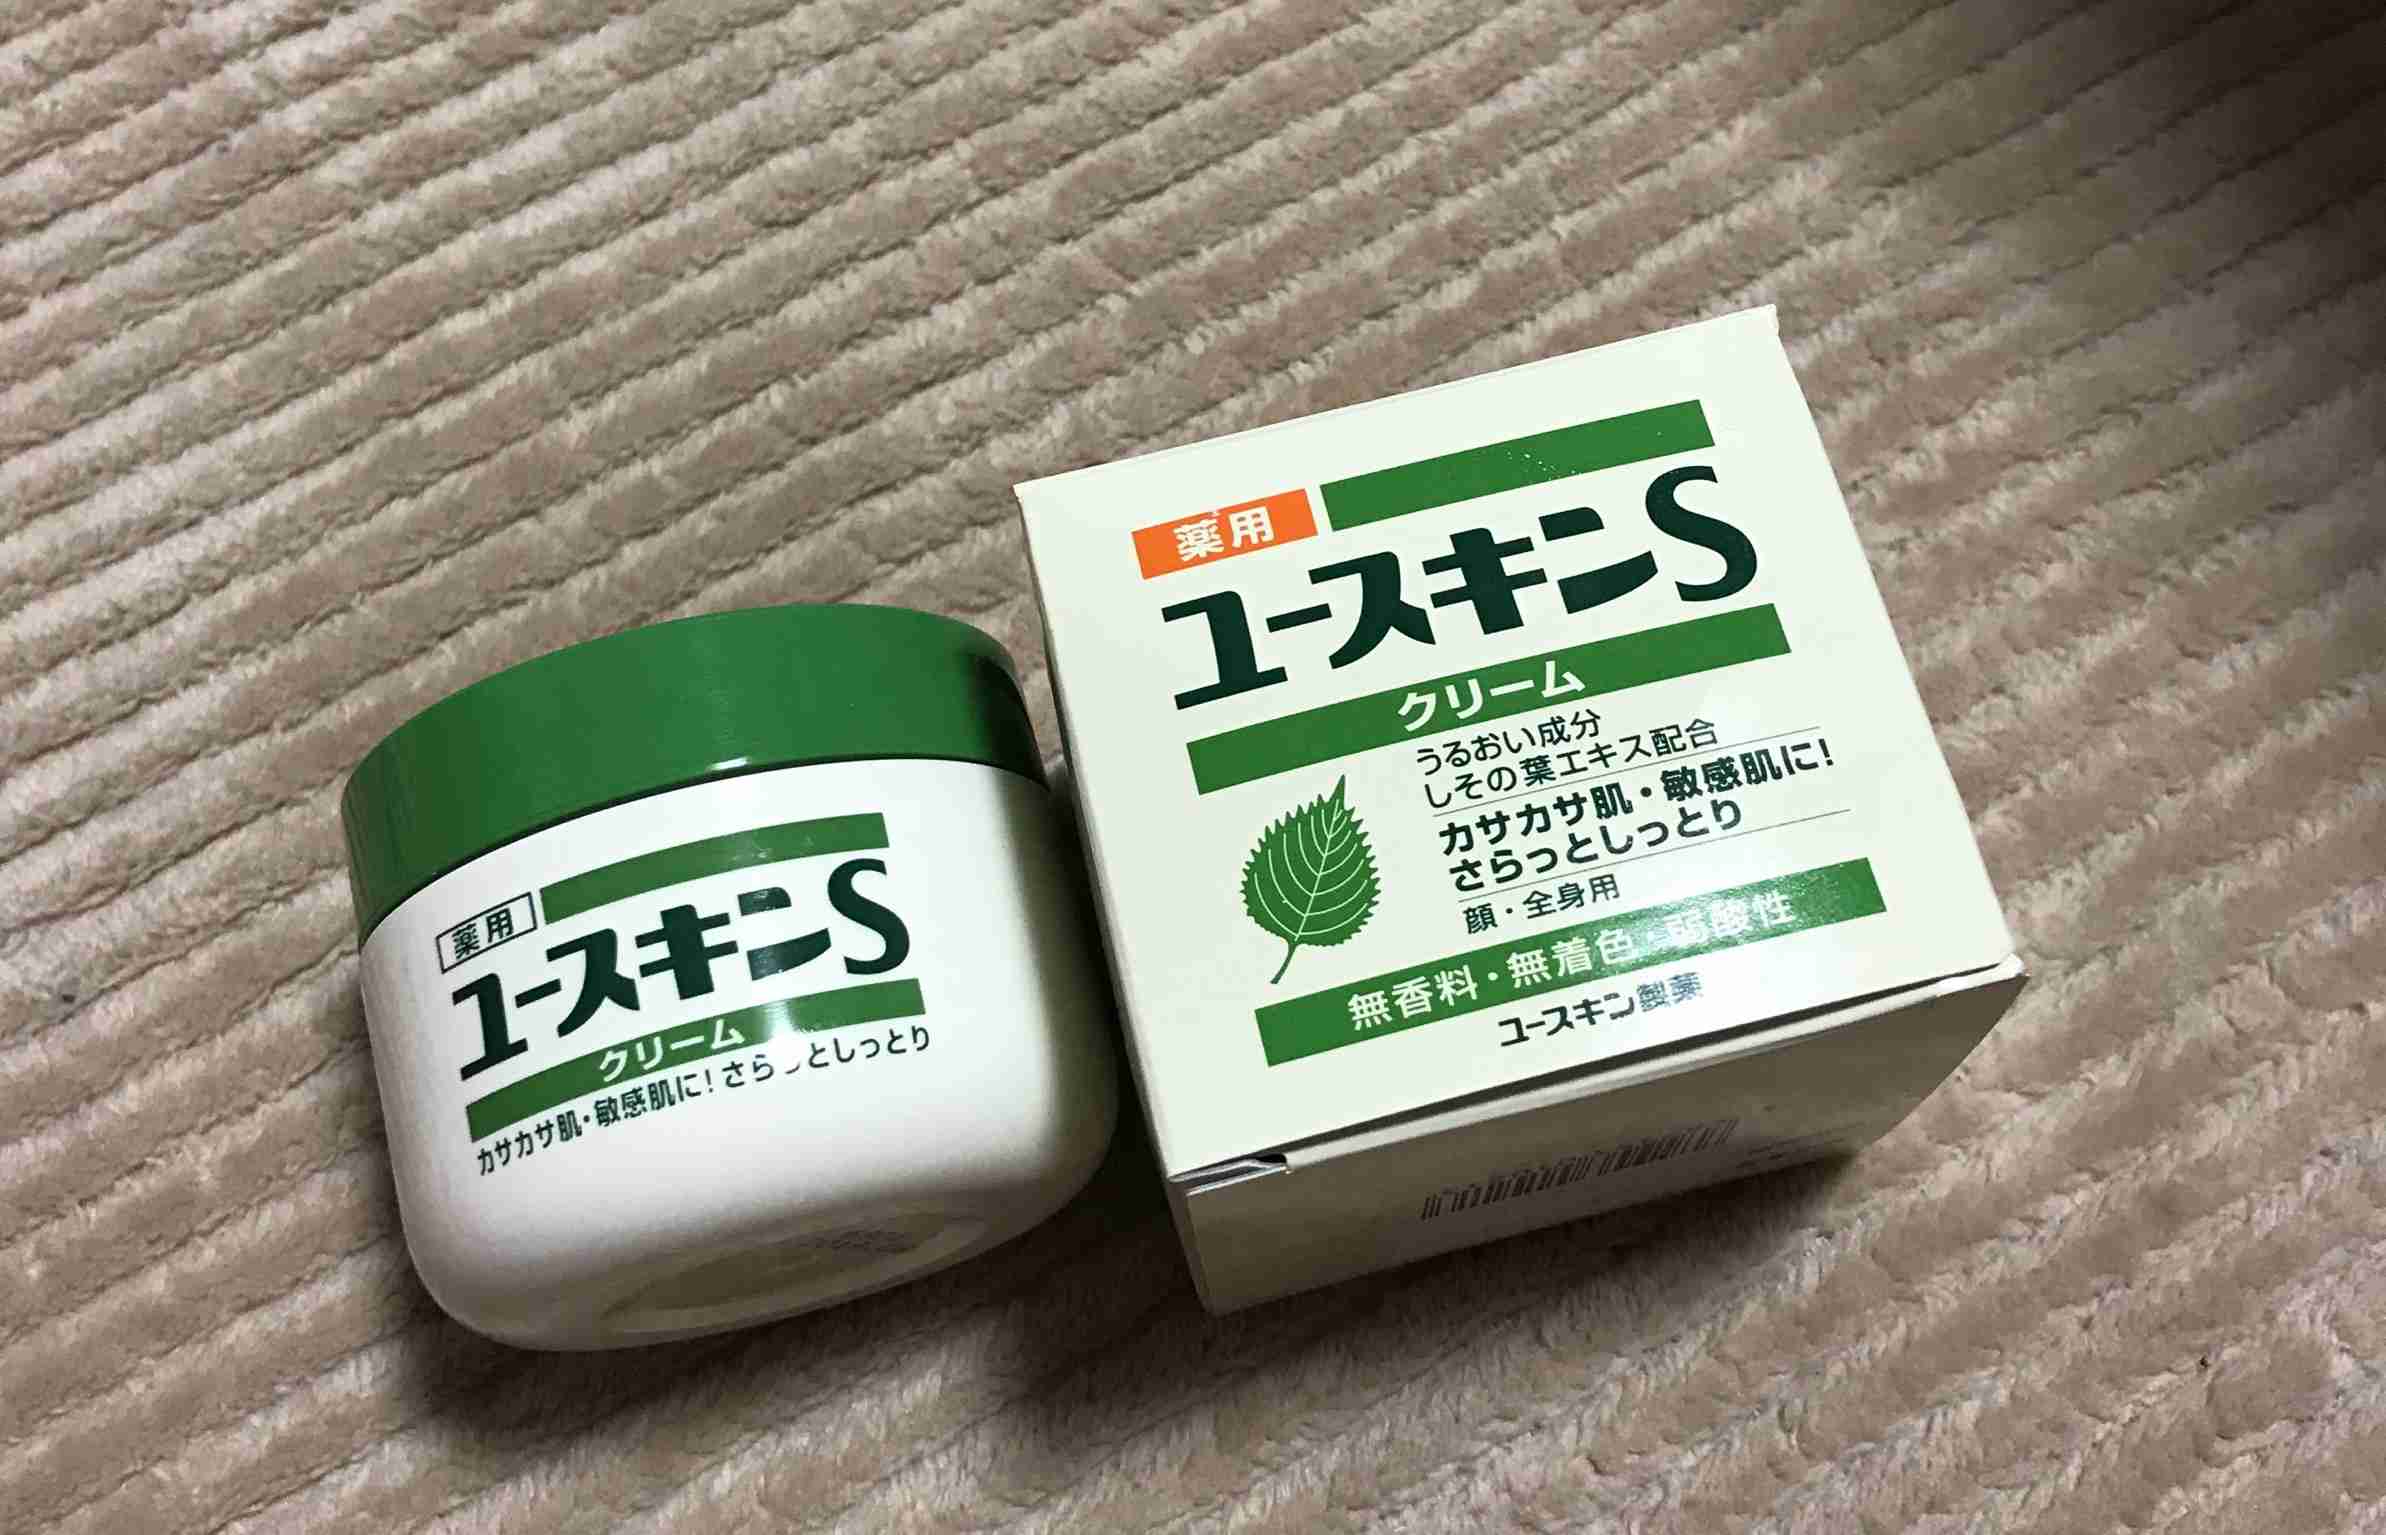 薬用
ユースキンS
クリーム
カサカサ肌・敏感肌に!さらっとしっとり
薬用
ユースキンS
クリーム
うるおい成分
しその葉エキス配合
カサカサ肌・敏感肌に!
さらっとしっとり
顔・全身用
無香料・無着色・弱酸性
ユースキン製薬